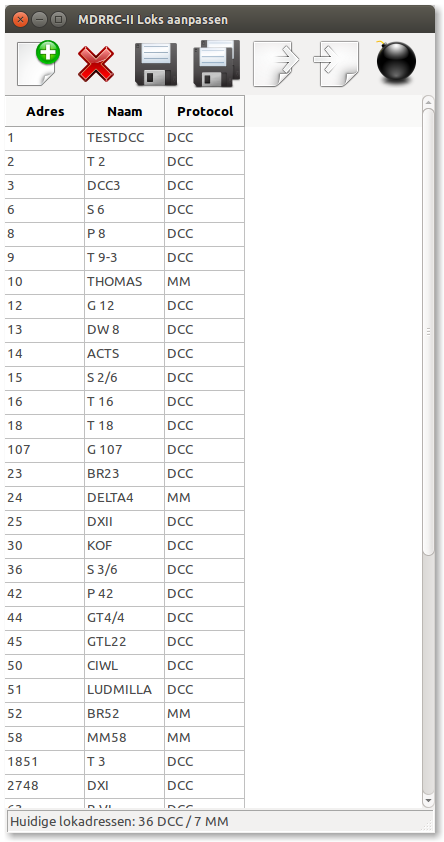 MDRRC-II Loks aanpassen
Adres Naam Protocol
1 TESTDCC DCC
2 T 2 DCC
3 DCC3 DCC
6 S 6 DCC
8 P 8 DCC
9 T 9-3 DCC
10 THOMAS MM
12 G 12 DCC
13 DW 8 DCC
14 ACTS DCC
15 S 2/6 DCC
16 T 16 DCC
18 T 18 DCC
107 G 107 DCC
23 BR23 DCC
24 DELTA4 MM
25 DXII DCC
30 KOF DCC
36 S 3/6 DCC
42 P 42 DCC
44 GT4/4 DCC
45 GTL22 DCC
50 CIWL DCC
51 LUDMILLA DCC
52 BR52 MM
58 MM58 MM
1851 T 3 DCC
2748 DXI DCC
Huidige lokadressen: 36 DCC / 7 MM